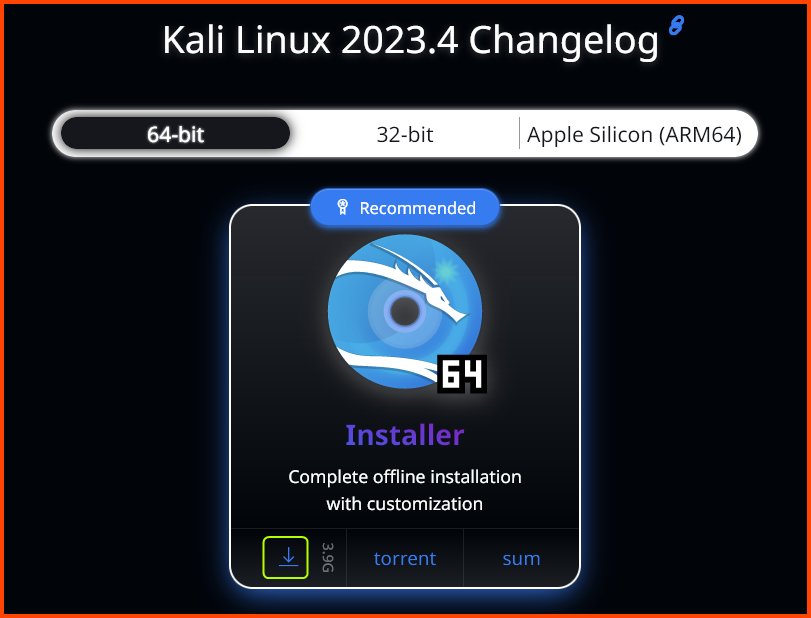 Kali Linux 2023.4 Changelog
64-bit
32-bit
Apple Silicon (ARM64)
Recommended
64
Installer
Complete offline installation
with customization
3.9G
torrent
sum